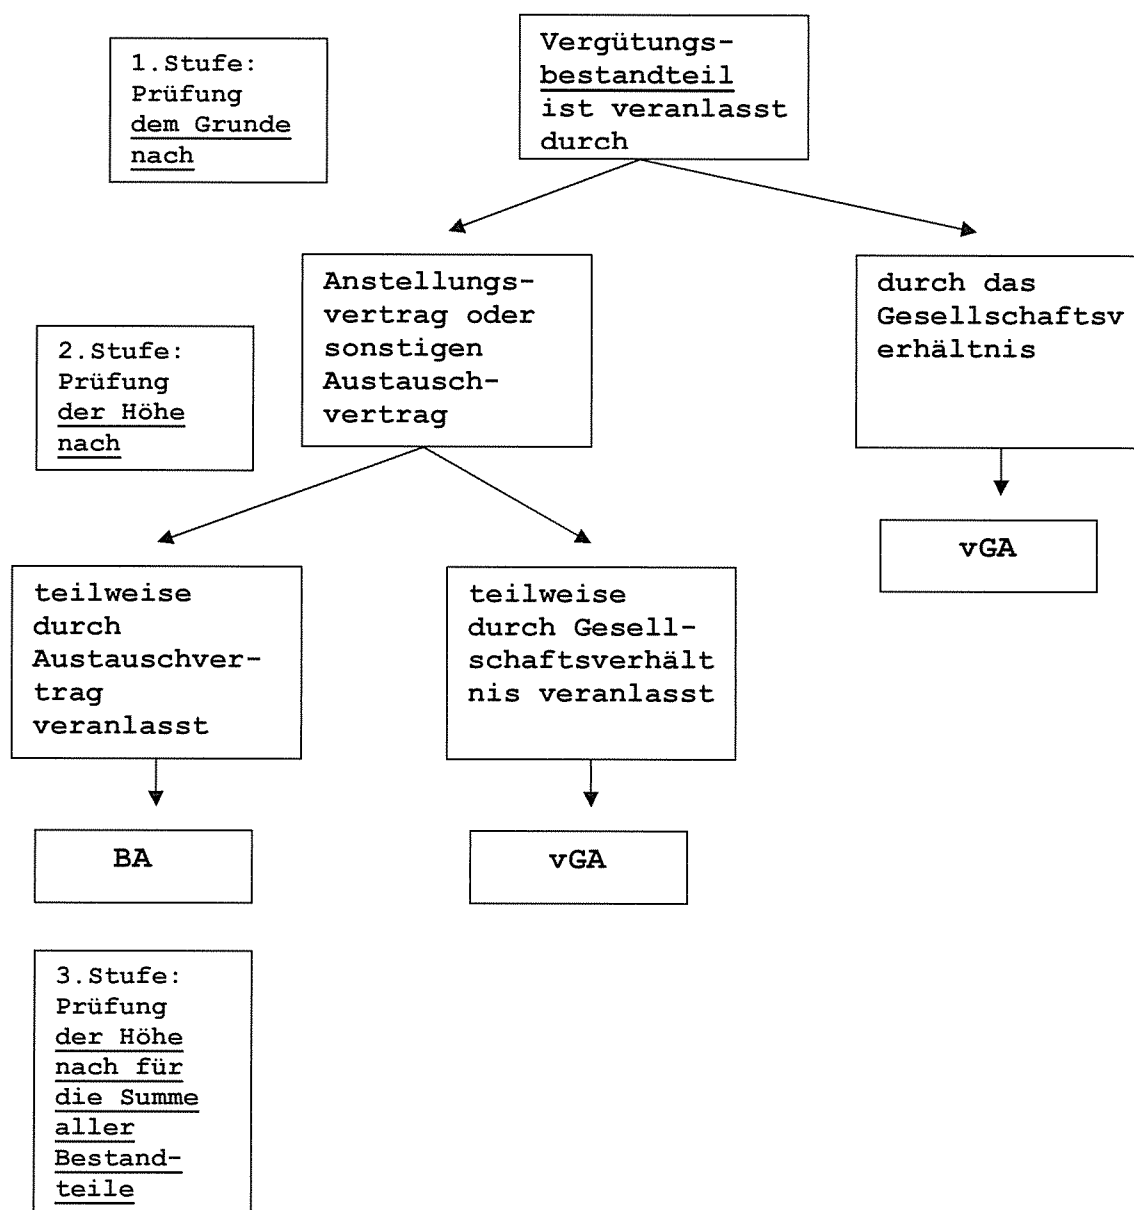 1.Stufe:
Prüfung
dem Grunde
nach
Vergütungs-
bestandteil
ist veranlasst
durch
2.Stufe:
Prüfung
der Höhe
nach
Anstellungs-
vertrag oder
sonstigen
Austausch-
vertrag
durch das
Gesellschaftsv
erhältnis
vGA
teilweise
durch
Austauschver-
trag
veranlasst
teilweise
durch Gesell-
schaftsverhält
nis veranlasst
BA
vGA
3.Stufe:
Prüfung
der Höhe
nach für
die Summe
aller
Bestand-
teile